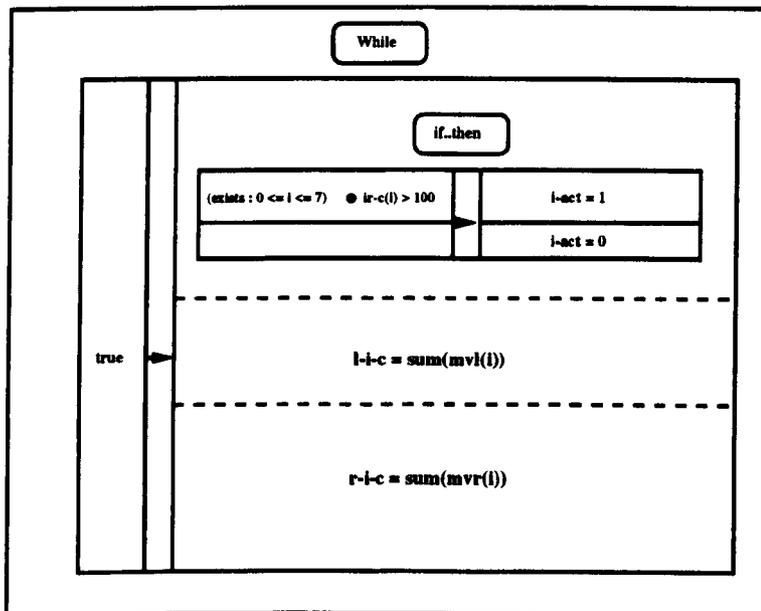 While
if..then
(exists : 0 <= i <= 7) ● ir-c(i) > 100
i-act = 1
i-act = 0
true
l-i-c = sum(mvl(i))
r-i-c = sum(mvr(i))